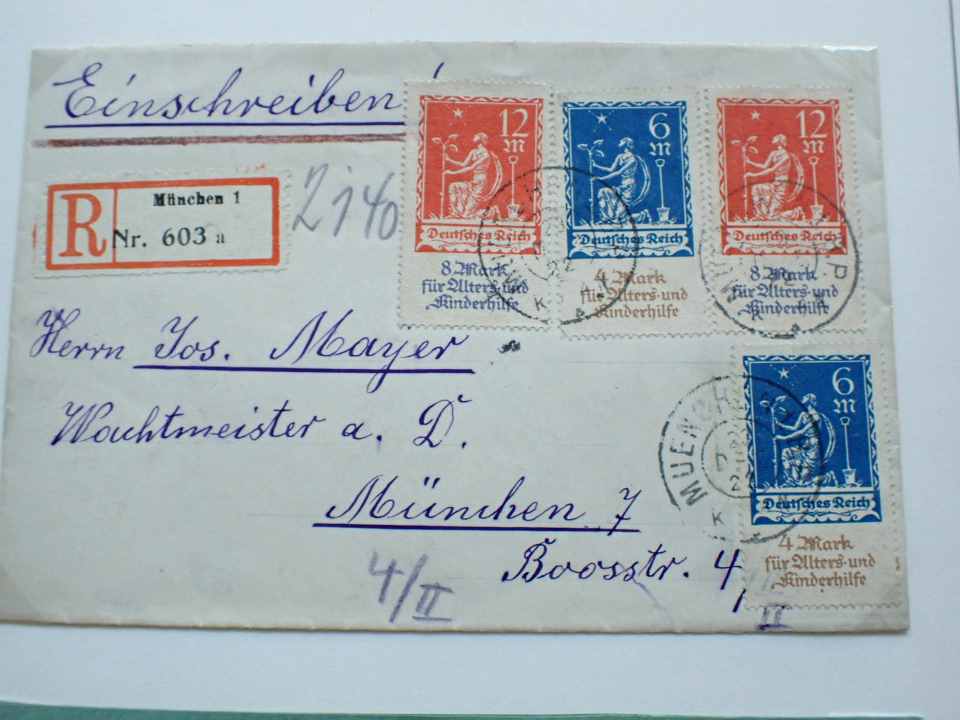 Einschreiben!
R
München 1
Nr. 603 a
2140
12
M
Deutsches Reich
8 Mark
für Alters- und
Kinderhilfe
6
M
Deutsches Reich
4 Mark
für Alters- und
Kinderhilfe
12
M
Deutsches Reich
8 Mark
für Alters- und
Kinderhilfe
Herrn Jos. Mayer
Wachtmeister a. D.
München 7
Boosstr. 4/II
4/II
6
M
Deutsches Reich
4 Mark
für Alters- und
Kinderhilfe
MUENCHEN
K